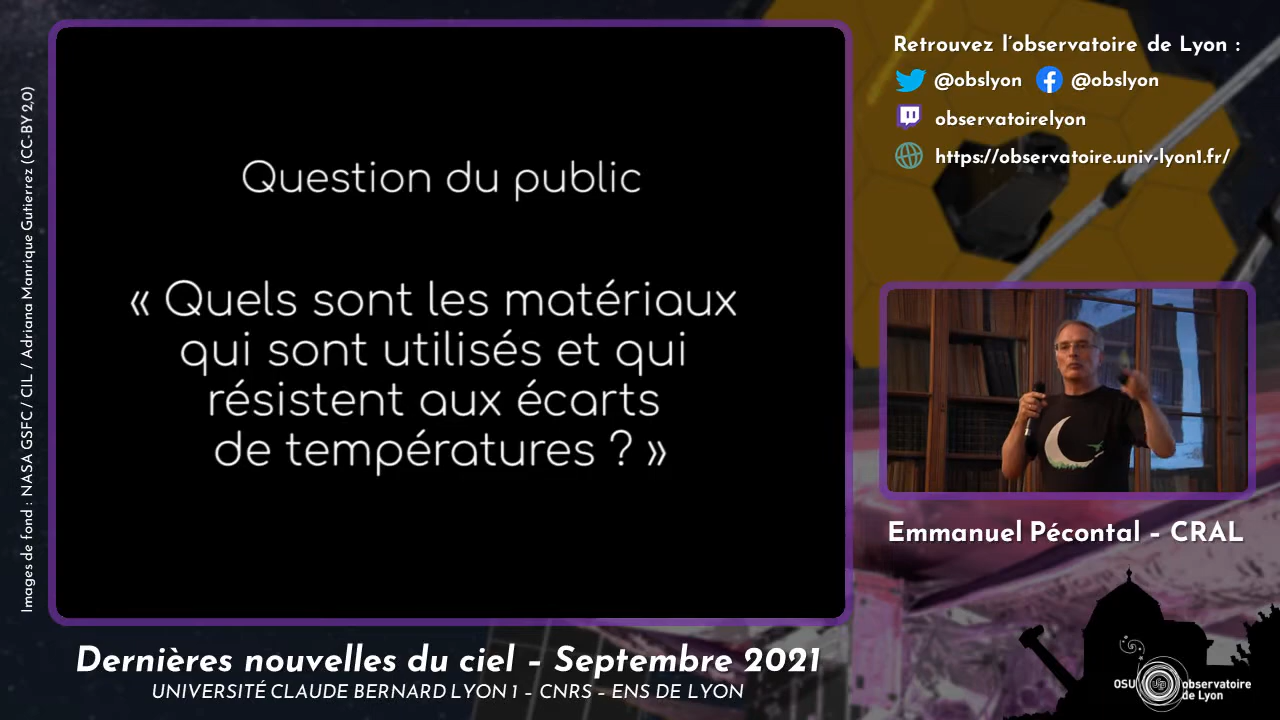 Question du public
« Quels sont les matériaux
qui sont utilisés et qui
résistent aux écarts
de températures ? »
Images de fond : NASA GSFC / CIL / Adriana Manrique Gutierrez (CC-BY 2,0)
Retrouvez l'observatoire de Lyon :
@obslyon @obslyon
observatoirelyon
https://observatoire.univ-lyon1.fr/
Emmanuel Pécontal – CRAL
Dernières nouvelles du ciel – Septembre 2021
UNIVERSITÉ CLAUDE BERNARD LYON 1 – CNRS – ENS DE LYON
OSUL observatoire
de Lyon